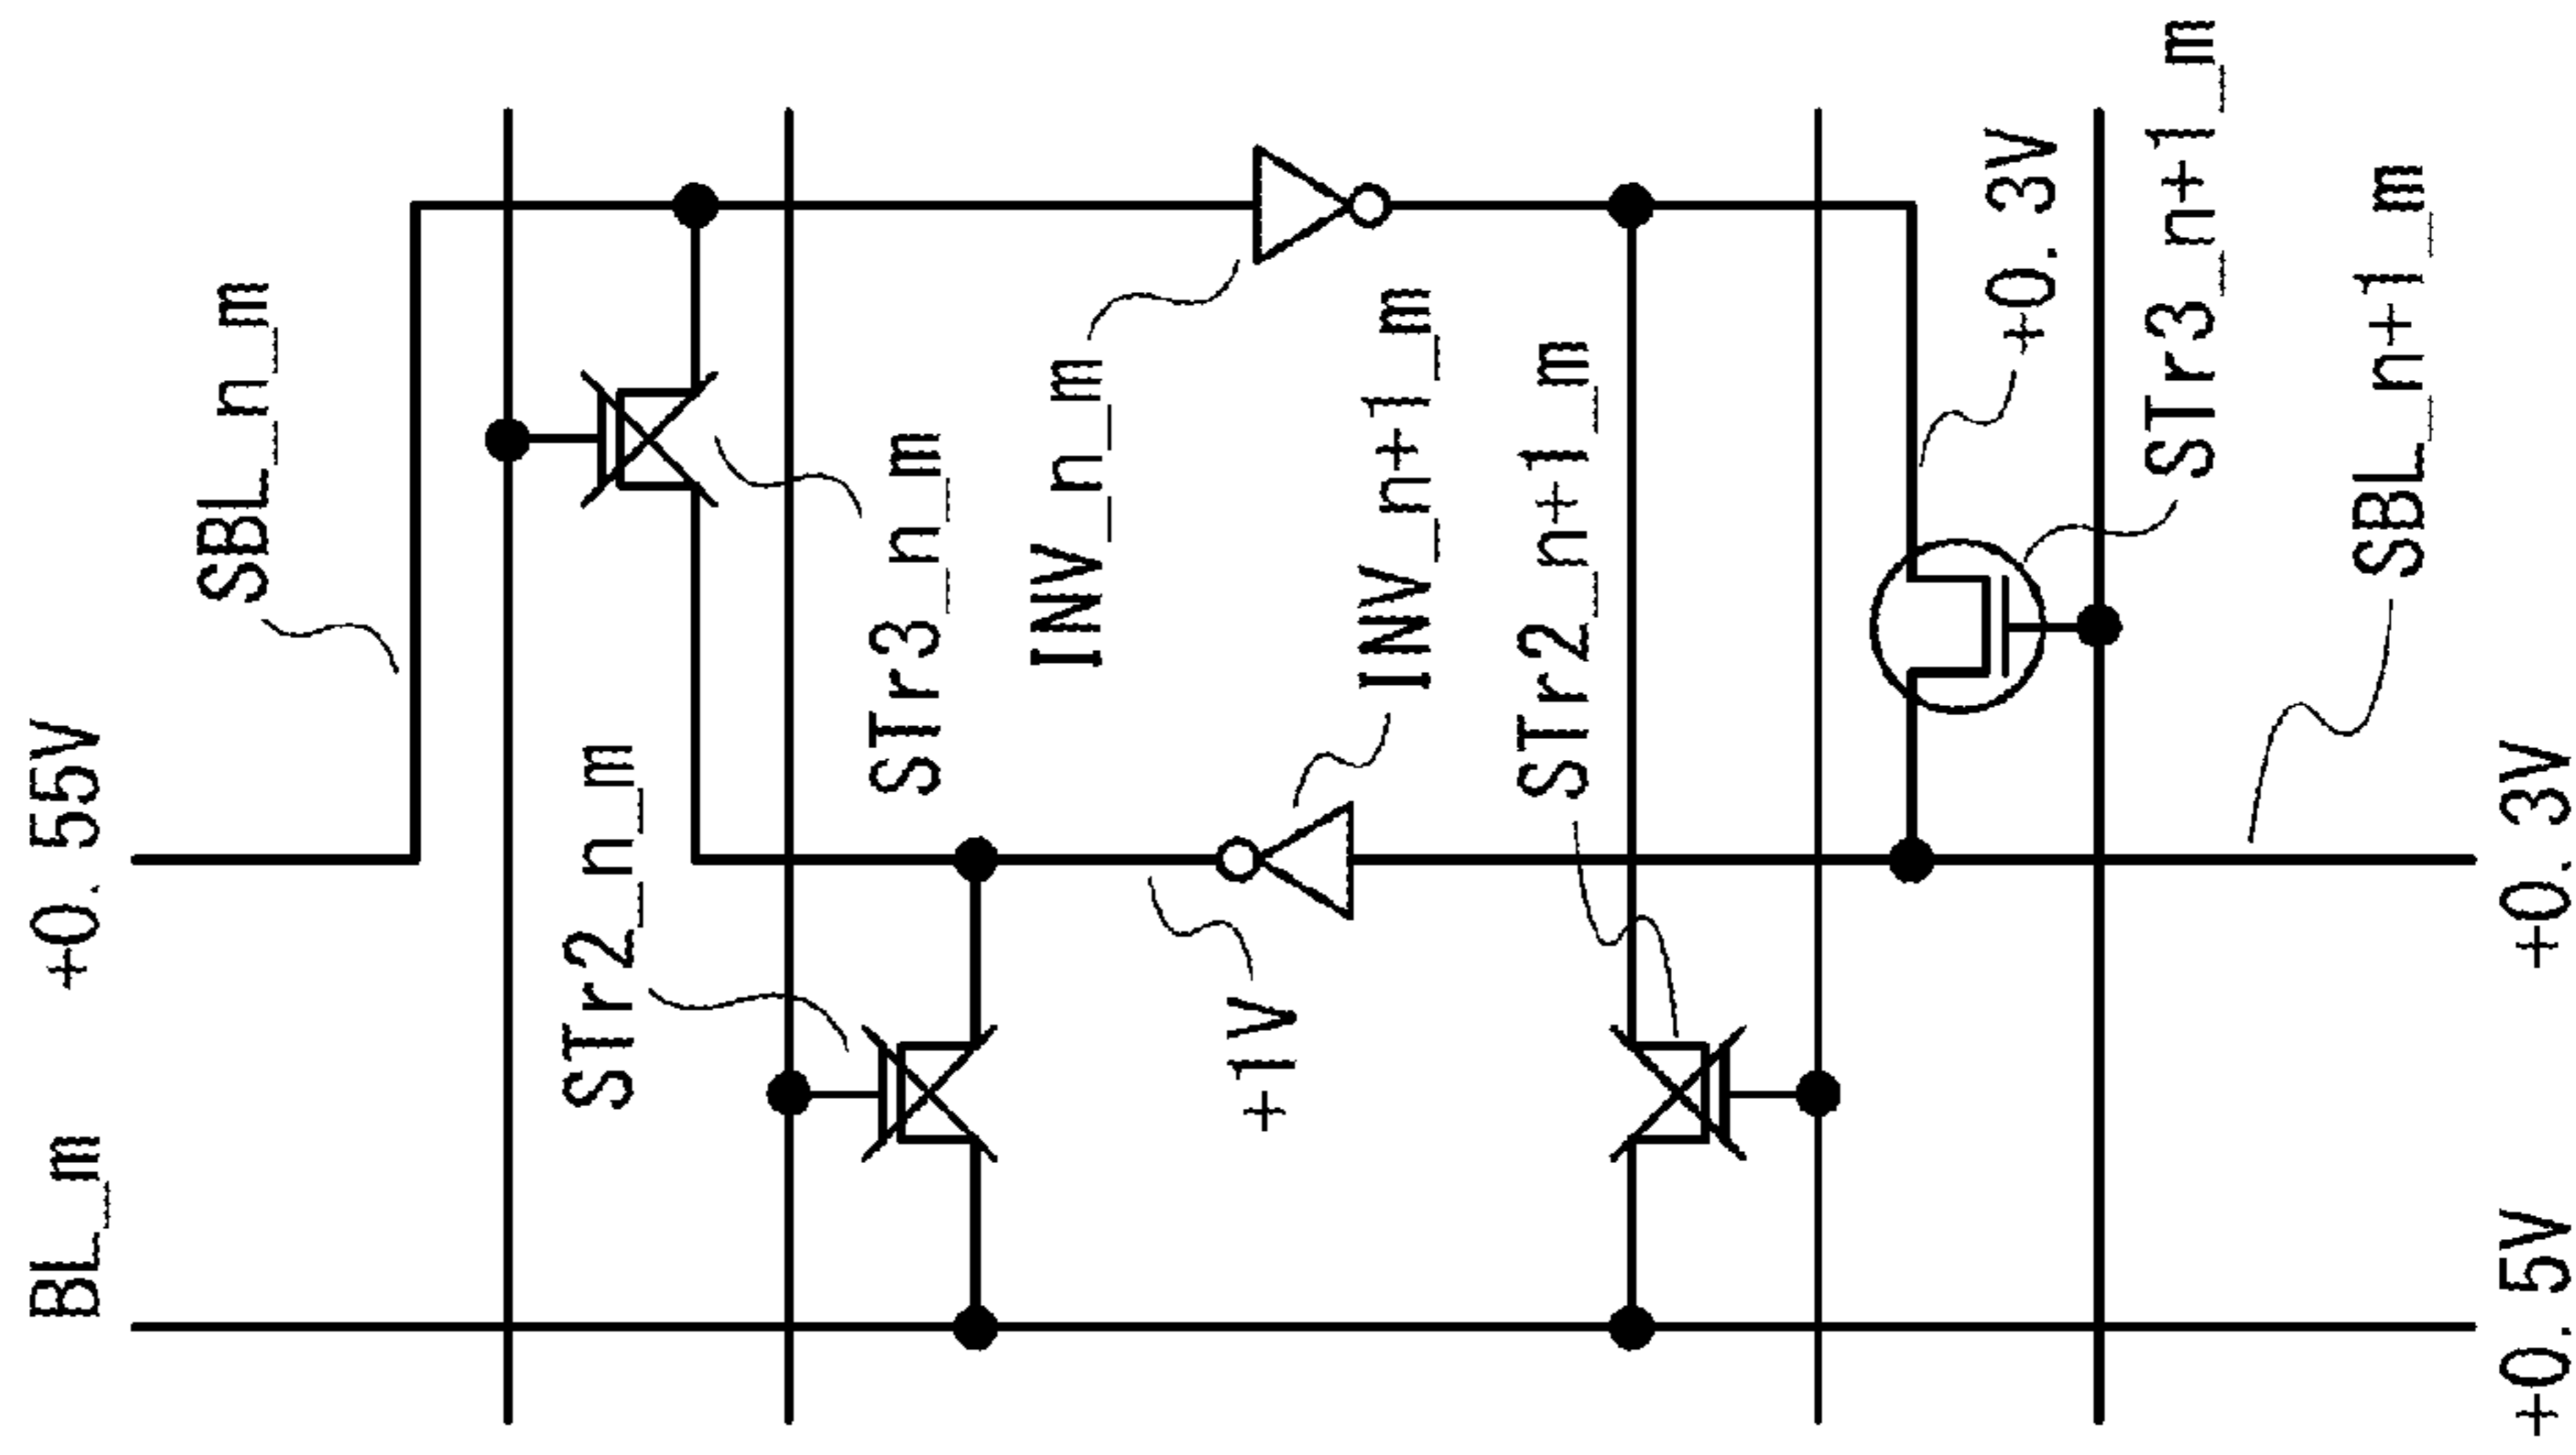 BL_m
+0. 55V
SBL_n_m
STr2_n_m
STr3_n_m
INV_n_m
+1V
INV_n+1_m
STr2_n+1_m
+0. 3V
STr3_n+1_m
SBL_n+1_m
+0. 5V
+0. 3V